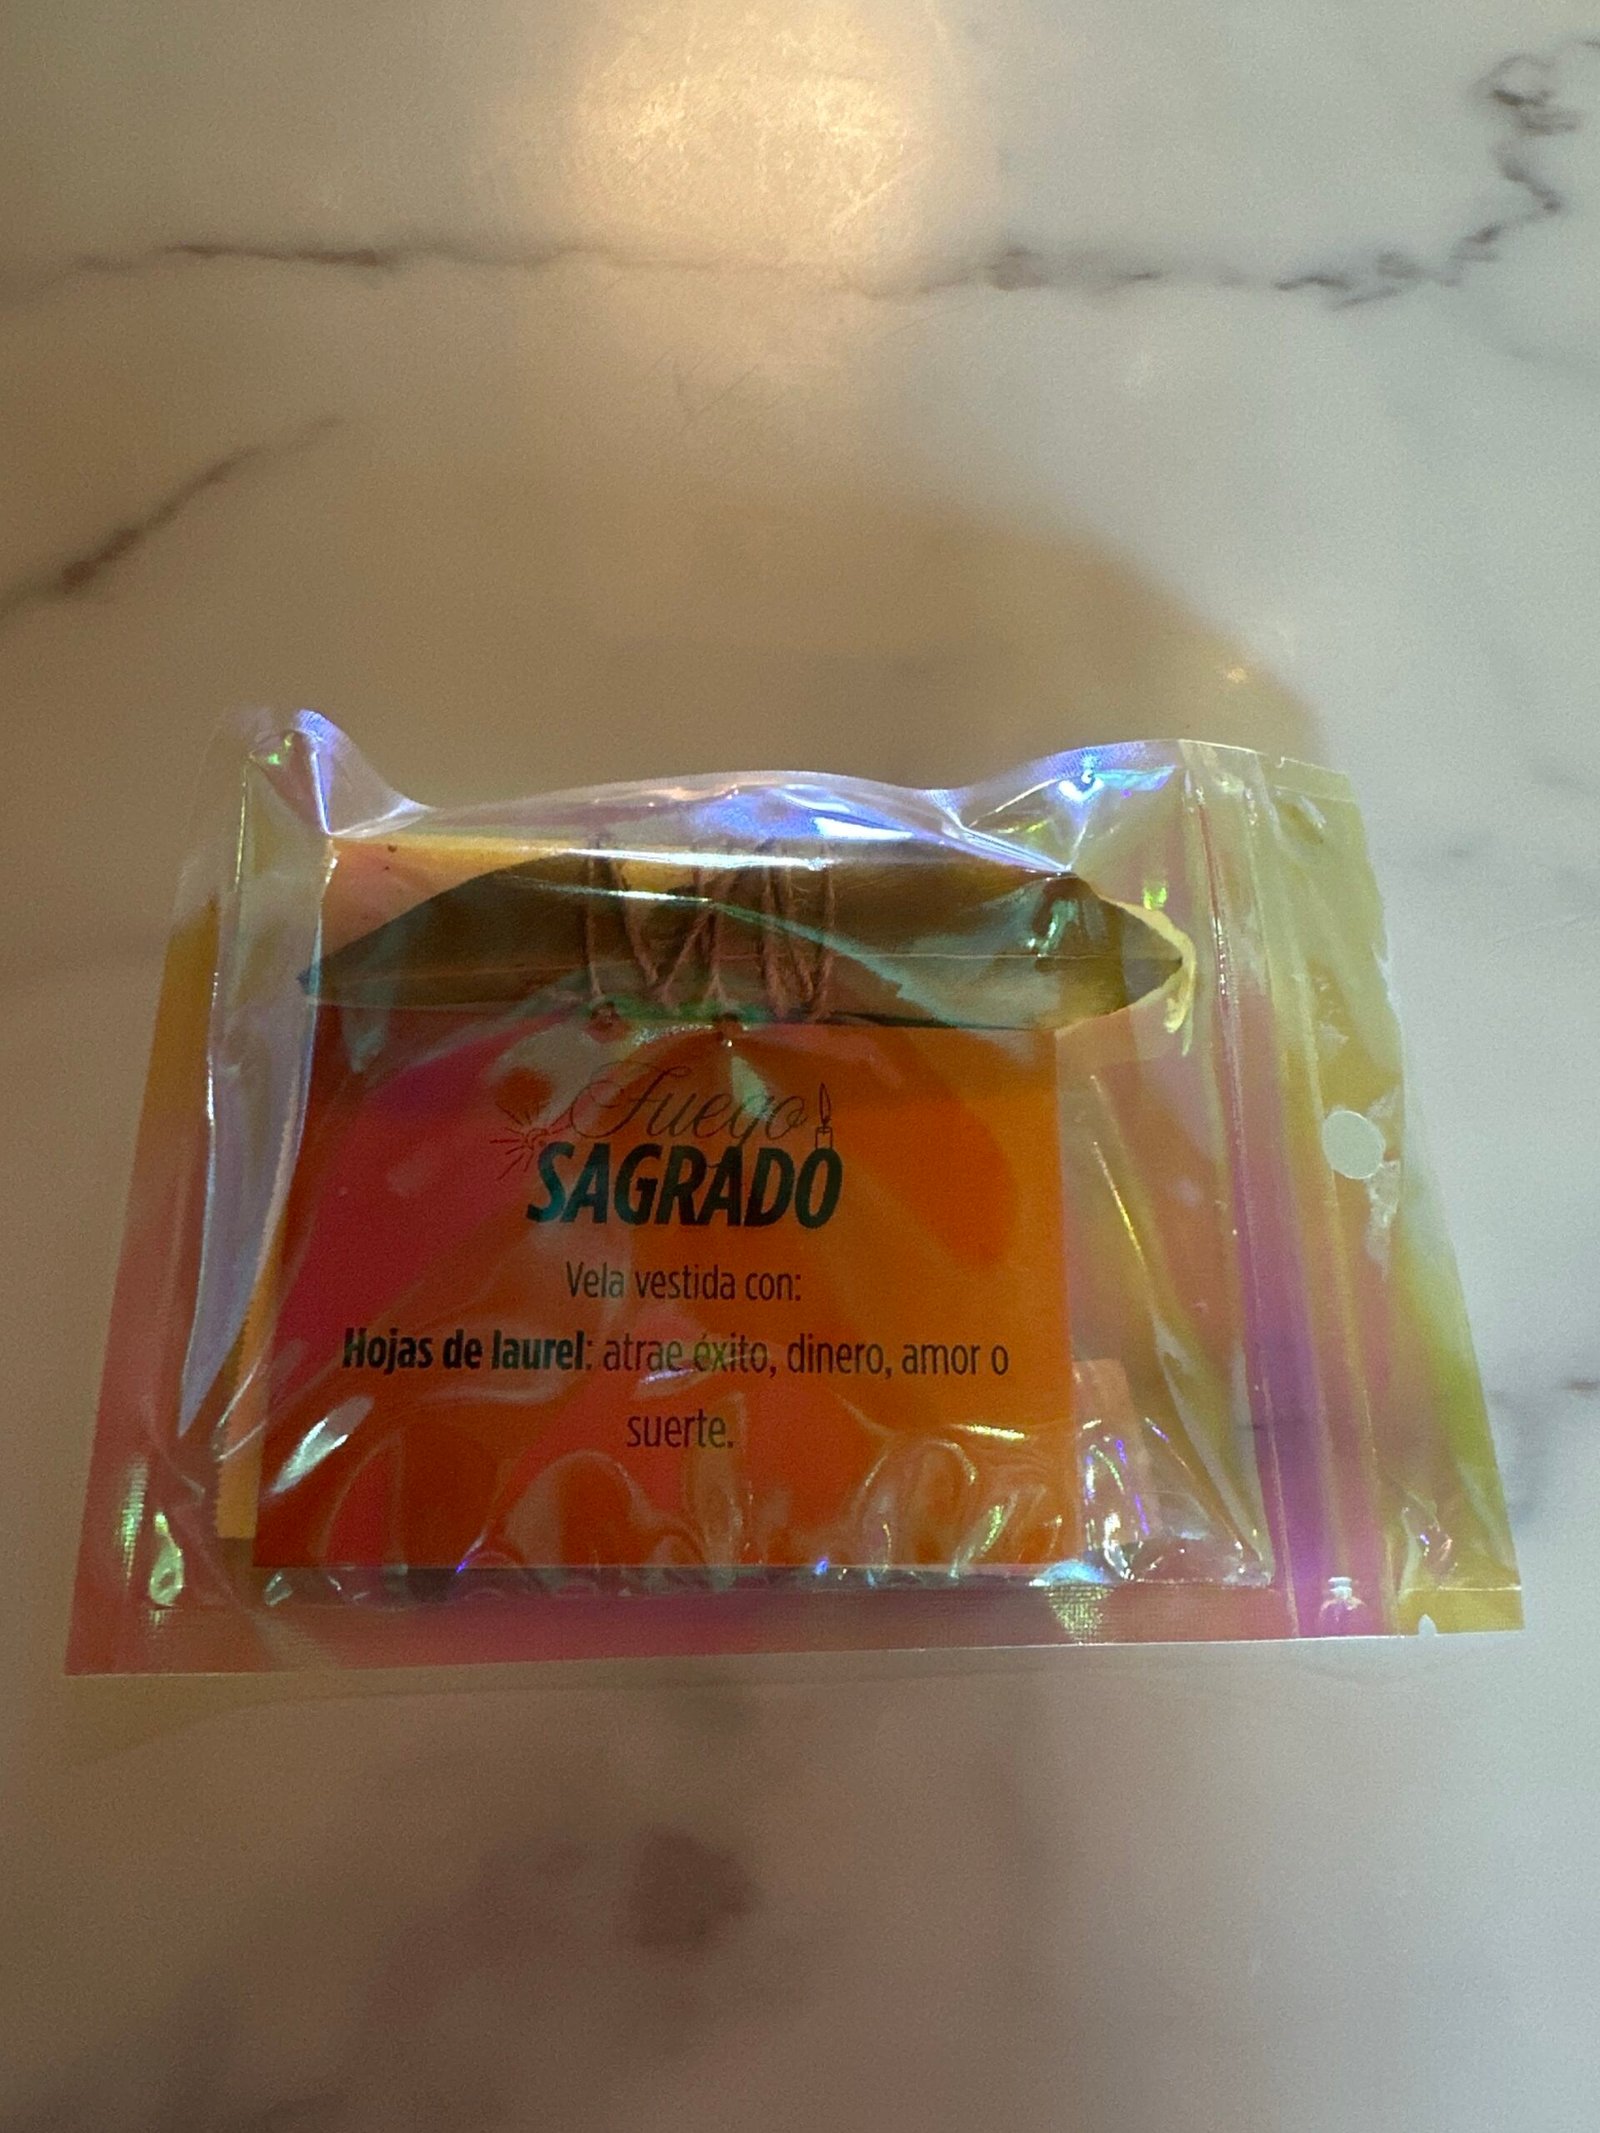 Fuego
SAGRADO
Vela vestida con:
Hojas de laurel: atrae éxito, dinero, amor o
suerte.